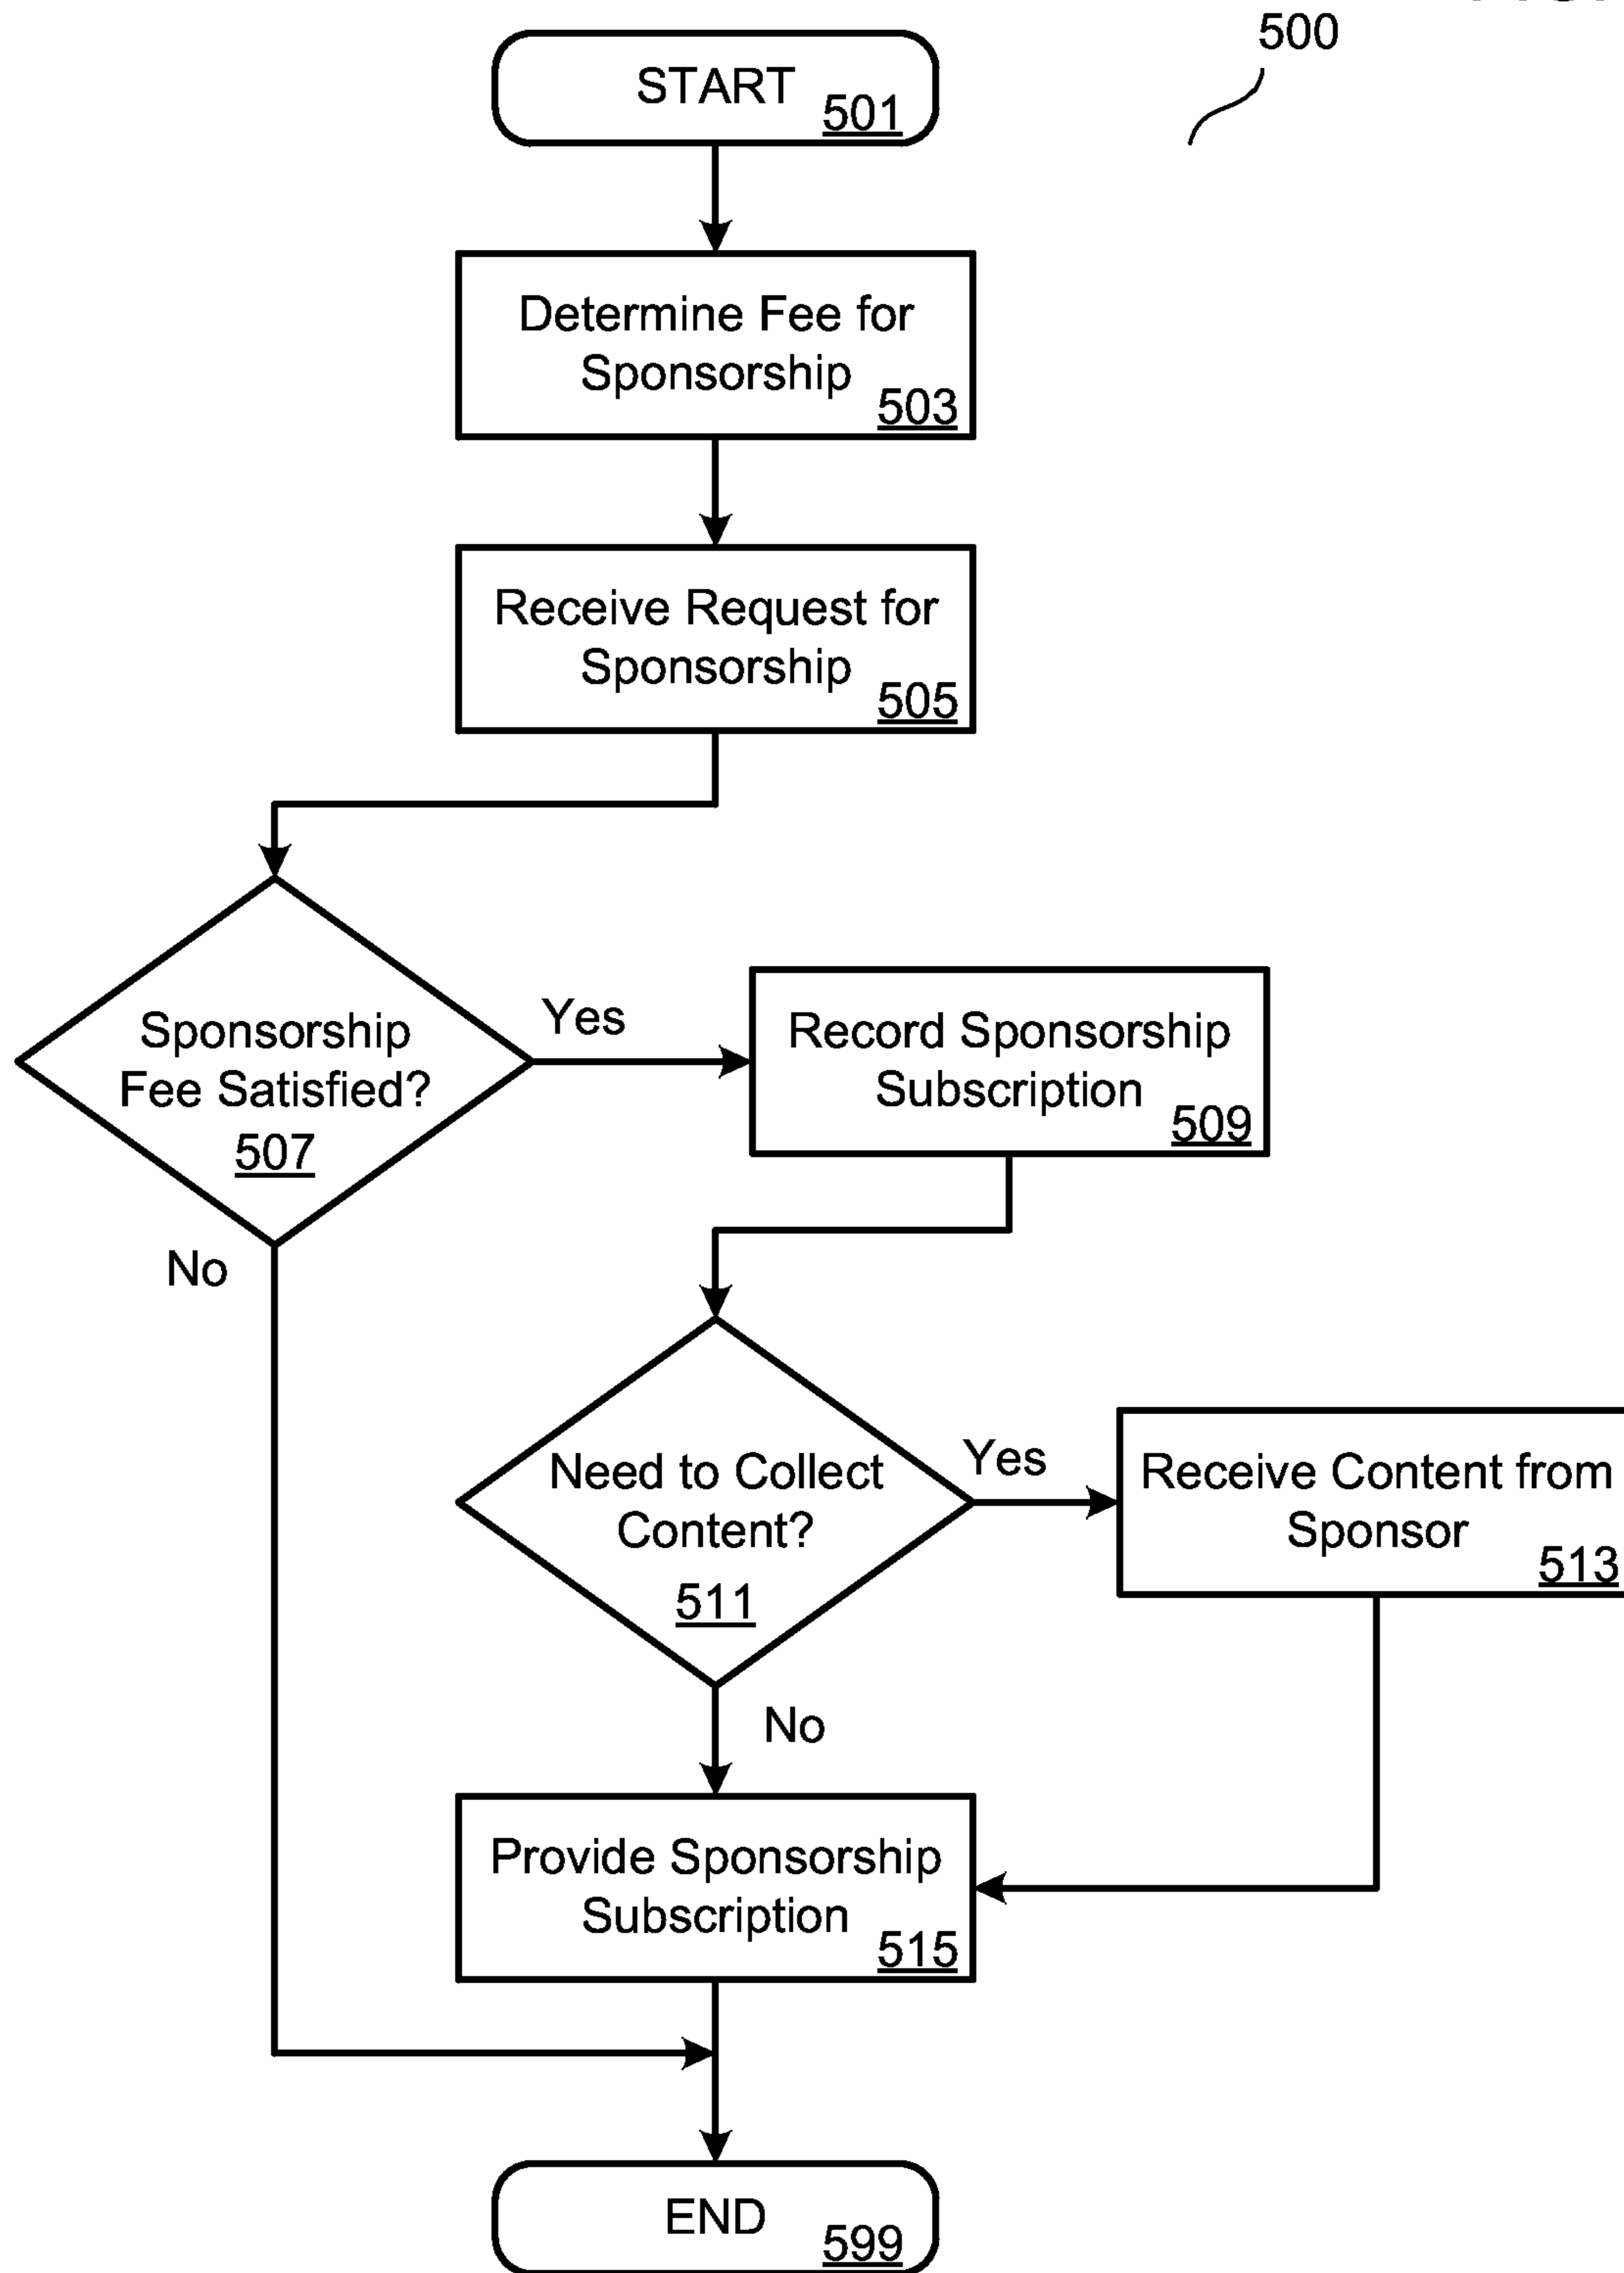 500
START
501
Determine Fee for
Sponsorship
503
Receive Request for
Sponsorship
505
Sponsorship
Fee Satisfied?
507
Yes
No
Record Sponsorship
Subscription
509
Need to Collect
Content?
511
Yes
No
Receive Content from
Sponsor
513
Provide Sponsorship
Subscription
515
END
599